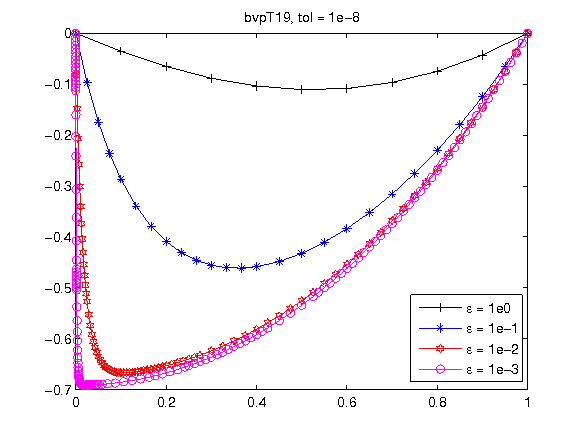 bvpT19, tol = 1e-8
0
−0.1
−0.2
−0.3
−0.4
−0.5
−0.6
−0.7
0 0.2 0.4 0.6 0.8 1
ε = 1e0
ε = 1e-1
ε = 1e-2
ε = 1e-3